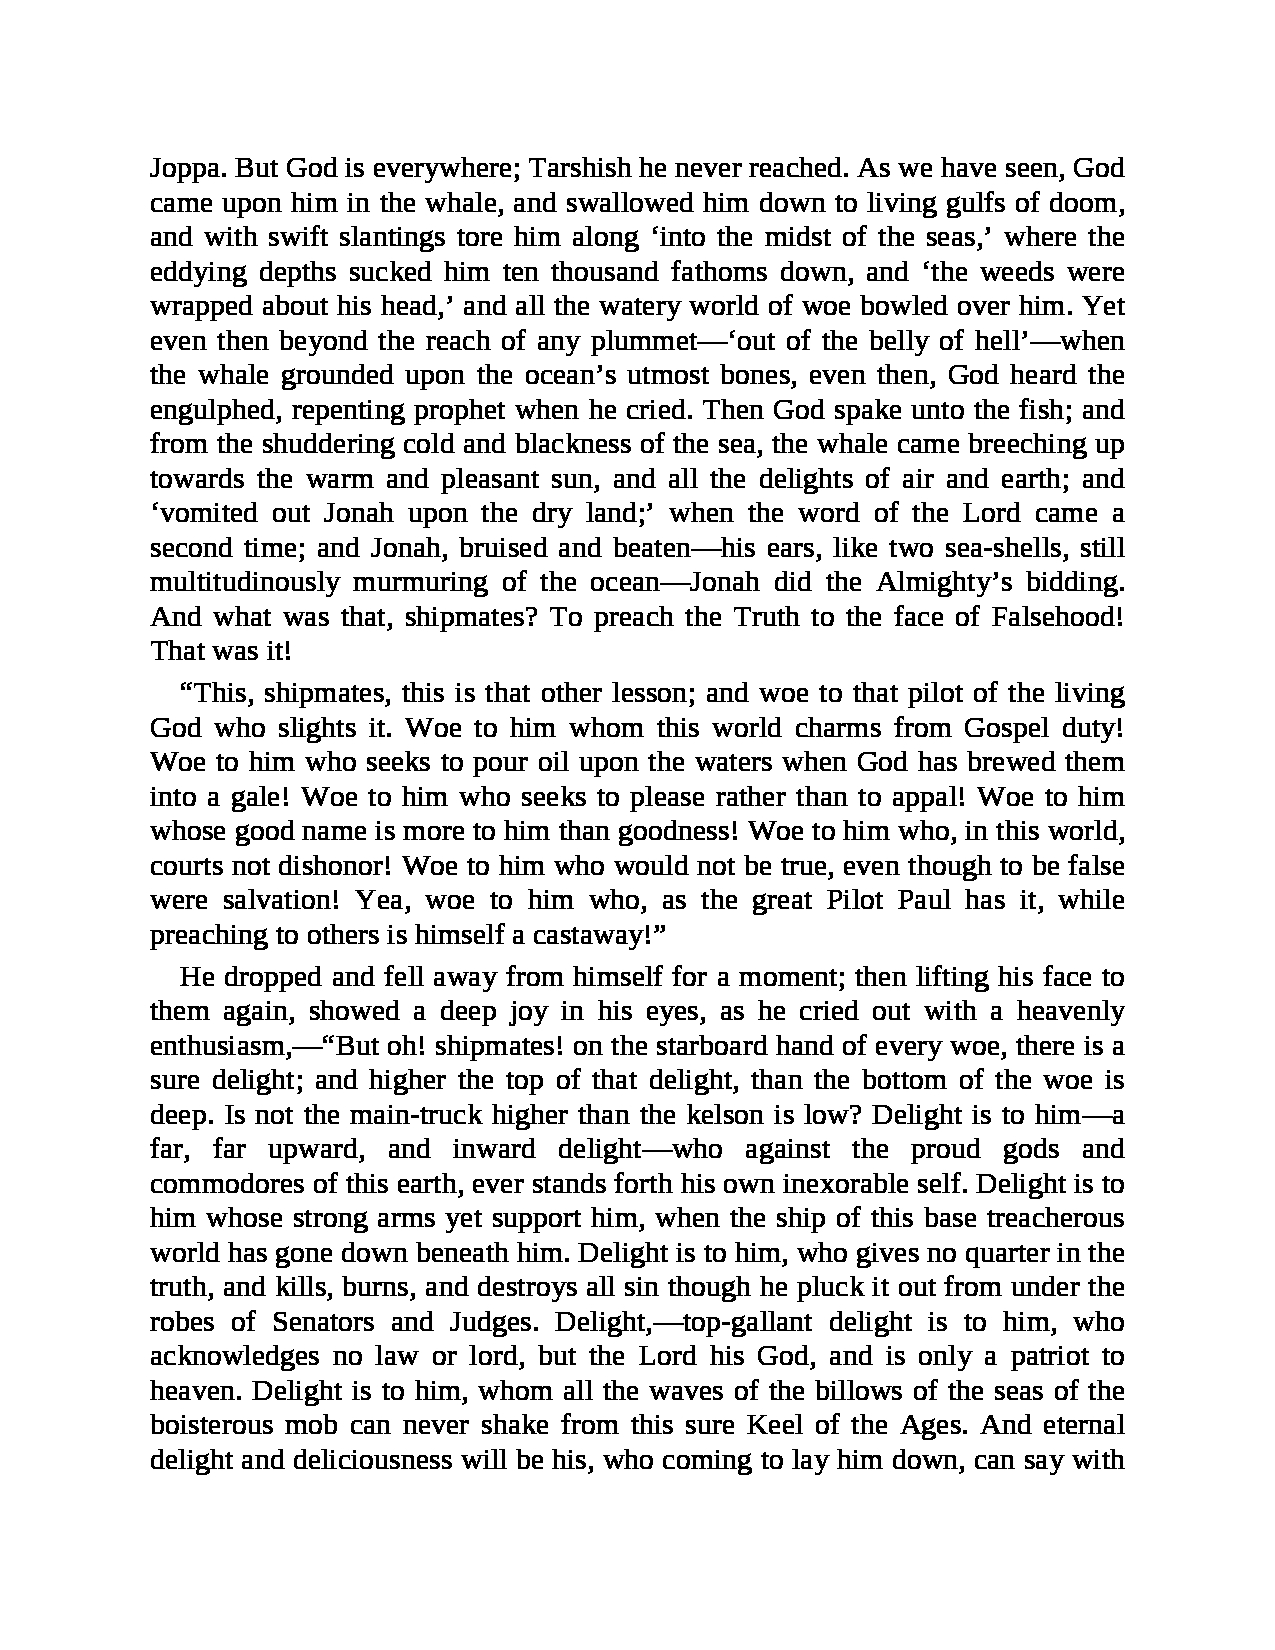 Joppa. But God is everywhere; Tarshish he never reached. As we have seen, God
came upon him in the whale, and swallowed him down to living gulfs of doom,
and with swift slantings tore him along ‘into the midst of the seas,’ where the
eddying depths sucked him ten thousand fathoms down, and ‘the weeds were
wrapped about his head,’ and all the watery world of woe bowled over him. Yet
even then beyond the reach of any plummet—‘out of the belly of hell’—when
the whale grounded upon the ocean’s utmost bones, even then, God heard the
engulphed, repenting prophet when he cried. Then God spake unto the fish; and
from the shuddering cold and blackness of the sea, the whale came breeching up
towards the warm and pleasant sun, and all the delights of air and earth; and
‘vomited out Jonah upon the dry land;’ when the word of the Lord came a
second time; and Jonah, bruised and beaten—his ears, like two sea-shells, still
multitudinously murmuring of the ocean—Jonah did the Almighty’s bidding.
And what was that, shipmates? To preach the Truth to the face of Falsehood!
That was it!
“This, shipmates, this is that other lesson; and woe to that pilot of the living
God who slights it. Woe to him whom this world charms from Gospel duty!
Woe to him who seeks to pour oil upon the waters when God has brewed them
into a gale! Woe to him who seeks to please rather than to appal! Woe to him
whose good name is more to him than goodness! Woe to him who, in this world,
courts not dishonor! Woe to him who would not be true, even though to be false
were salvation! Yea, woe to him who, as the great Pilot Paul has it, while
preaching to others is himself a castaway!”
He dropped and fell away from himself for a moment; then lifting his face to
them again, showed a deep joy in his eyes, as he cried out with a heavenly
enthusiasm,—“But oh! shipmates! on the starboard hand of every woe, there is a
sure delight; and higher the top of that delight, than the bottom of the woe is
deep. Is not the main-truck higher than the kelson is low? Delight is to him—a
far, far upward, and inward delight—who against the proud gods and
commodores of this earth, ever stands forth his own inexorable self. Delight is to
him whose strong arms yet support him, when the ship of this base treacherous
world has gone down beneath him. Delight is to him, who gives no quarter in the
truth, and kills, burns, and destroys all sin though he pluck it out from under the
robes of Senators and Judges. Delight,—top-gallant delight is to him, who
acknowledges no law or lord, but the Lord his God, and is only a patriot to
heaven. Delight is to him, whom all the waves of the billows of the seas of the
boisterous mob can never shake from this sure Keel of the Ages. And eternal
delight and deliciousness will be his, who coming to lay him down, can say with